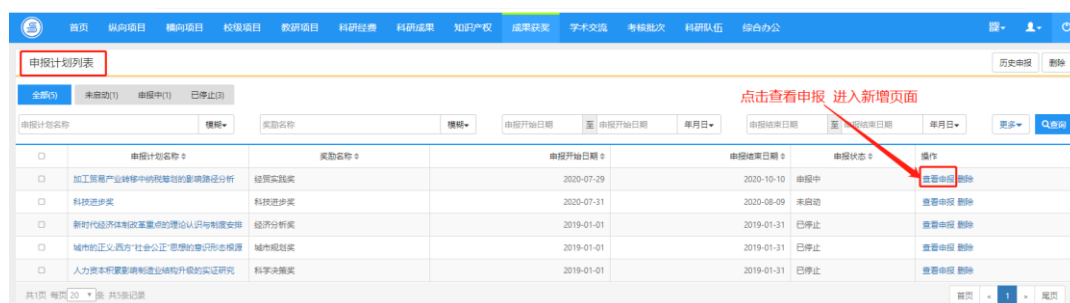 首页 纵向项目 横向项目 校级项目 教研项目 科研经费 科研成果 知识产权 成果获奖 学术交流 考核批次 科研队伍 综合办公
申报计划列表 历史申报 删除
全部(5) 未启动(1) 申报中(1) 已停止(3)
点击查看申报 进入新增页面
申报计划名称 模糊 奖励名称 模糊 申报开始日期 至 申报开始日期 年月日 申报结束日期 至 申报结束日期 年月日 更多 查询
申报计划名称 奖励名称 申报开始日期 申报结束日期 申报状态 操作
加工贸易产业转移中纳税筹划的影响路径分析 经贸实践奖 2020-07-29 2020-10-10 申报中 查看申报 删除
科技进步奖 科技进步奖 2020-07-31 2020-08-09 未启动 查看申报 删除
新时代经济体制改革重点的理论认识与制度安排 经济分析奖 2019-01-01 2019-01-31 已停止 查看申报 删除
城市的正义:西方"社会公正"思想的意识形态根源 城市规划奖 2019-01-01 2019-01-31 已停止 查看申报 删除
人力资本积累影响制造业结构升级的实证研究 科学决策奖 2019-01-01 2019-01-31 已停止 查看申报 删除
共1页 每页 20 条 共5条记录 首页 « 1 » 尾页